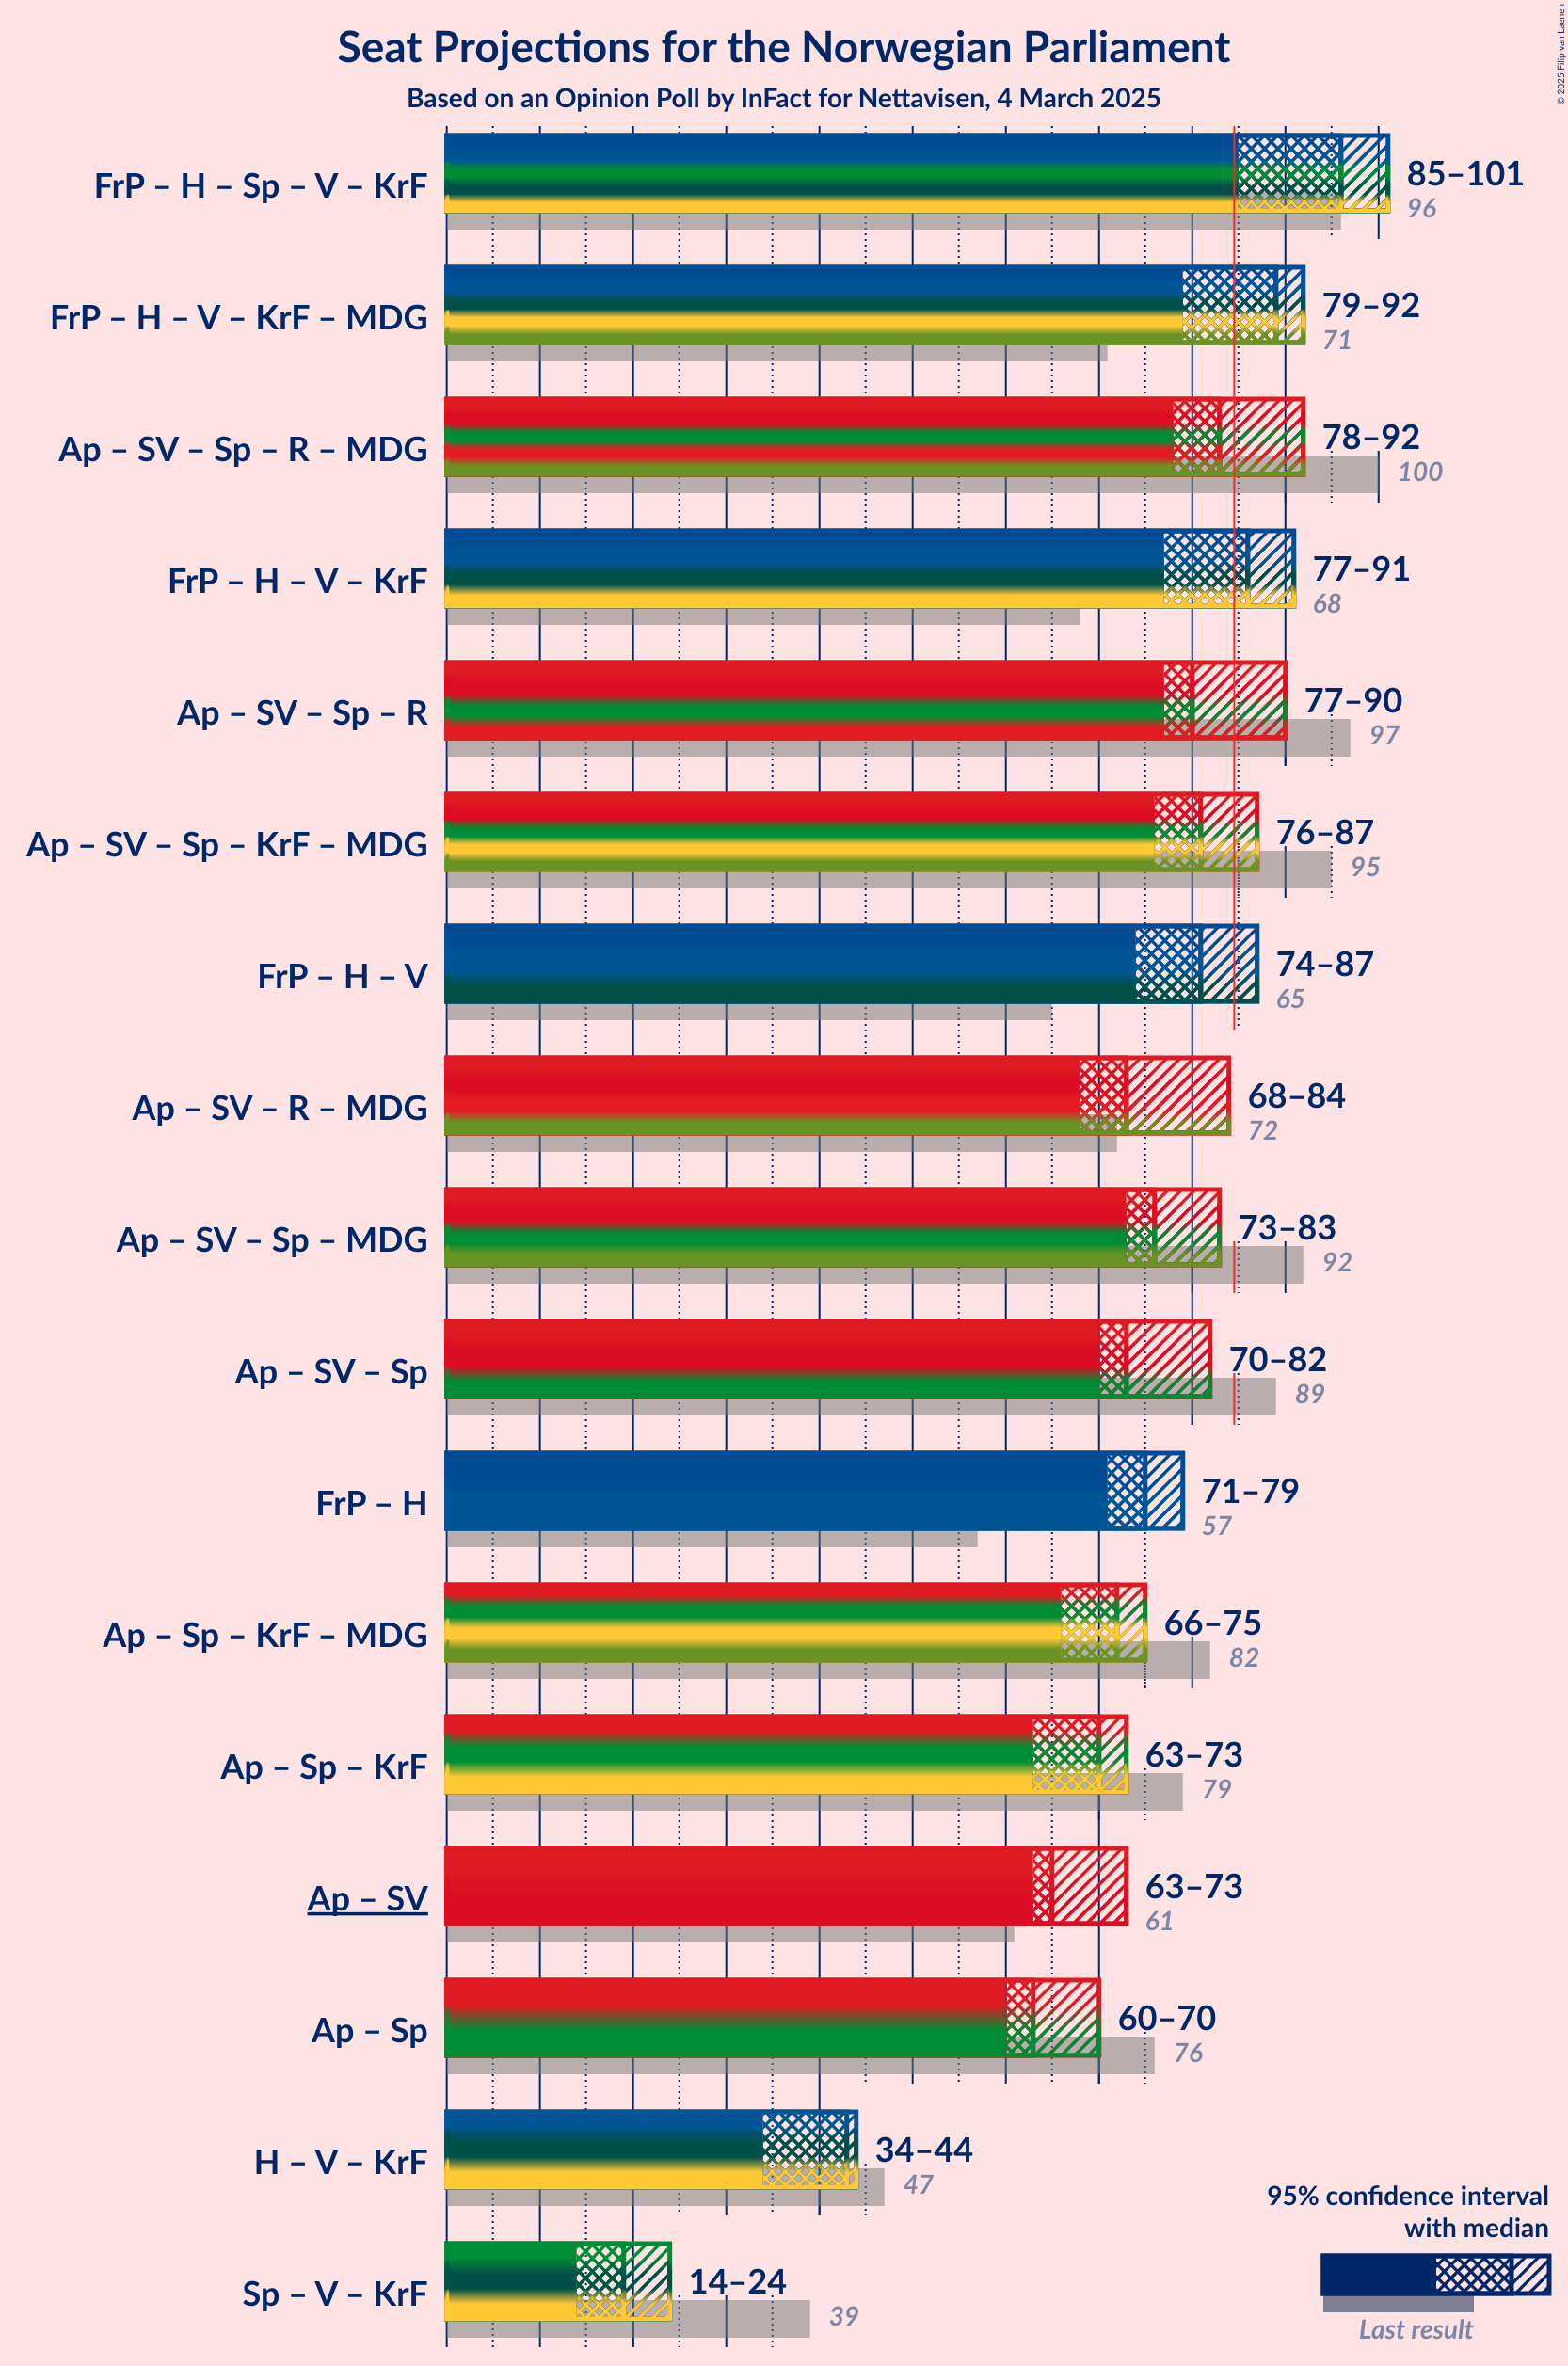 Seat Projections for the Norwegian Parliament
Based on an Opinion Poll by InFact for Nettavisen, 4 March 2025
© 2025 Filip van Laenen
FrP – H – Sp – V – KrF
85–101
96
FrP – H – V – KrF – MDG
79–92
71
Ap – SV – Sp – R – MDG
78–92
100
FrP – H – V – KrF
77–91
68
Ap – SV – Sp – R
77–90
97
Ap – SV – Sp – KrF – MDG
76–87
95
FrP – H – V
74–87
65
Ap – SV – R – MDG
68–84
72
Ap – SV – Sp – MDG
73–83
92
Ap – SV – Sp
70–82
89
FrP – H
71–79
57
Ap – Sp – KrF – MDG
66–75
82
Ap – Sp – KrF
63–73
79
Ap – SV
63–73
61
Ap – Sp
60–70
76
H – V – KrF
34–44
47
Sp – V – KrF
14–24
39
95% confidence interval
with median
Last result